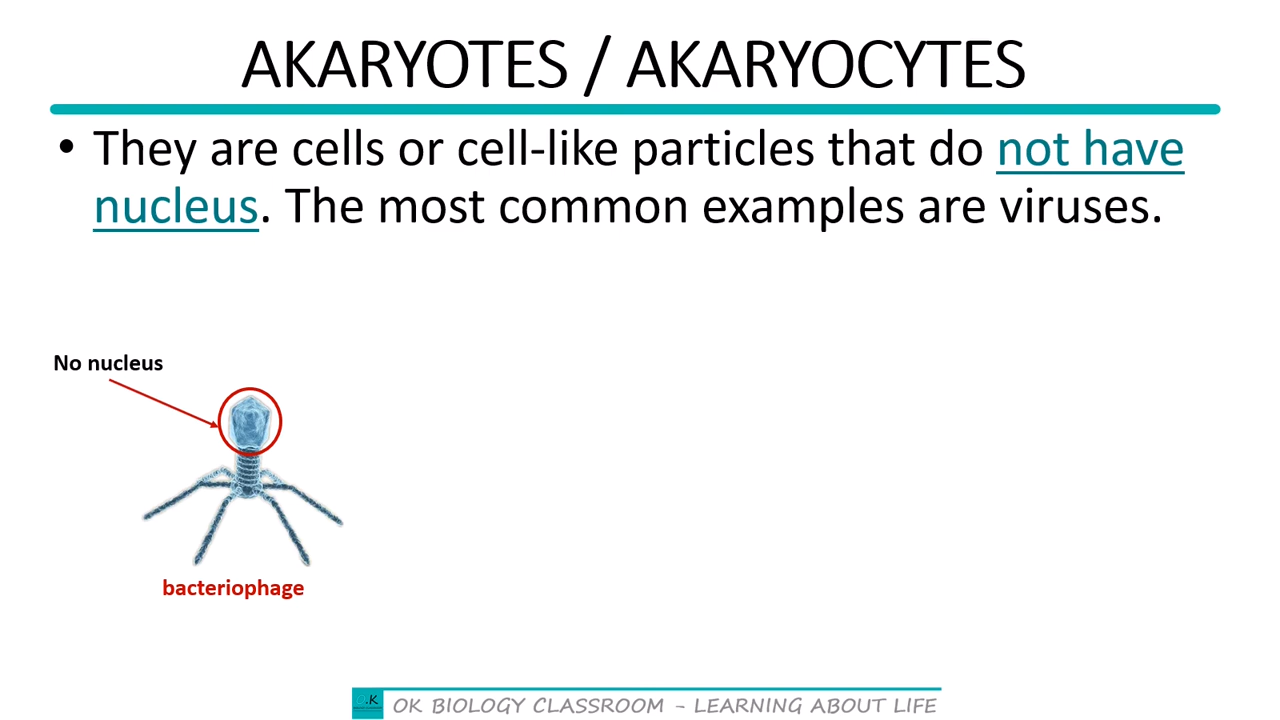 AKARYOTES / AKARYOCYTES
• They are cells or cell-like particles that do not have
nucleus. The most common examples are viruses.
No nucleus
bacteriophage
OK BIOLOGY CLASSROOM - LEARNING ABOUT LIFE